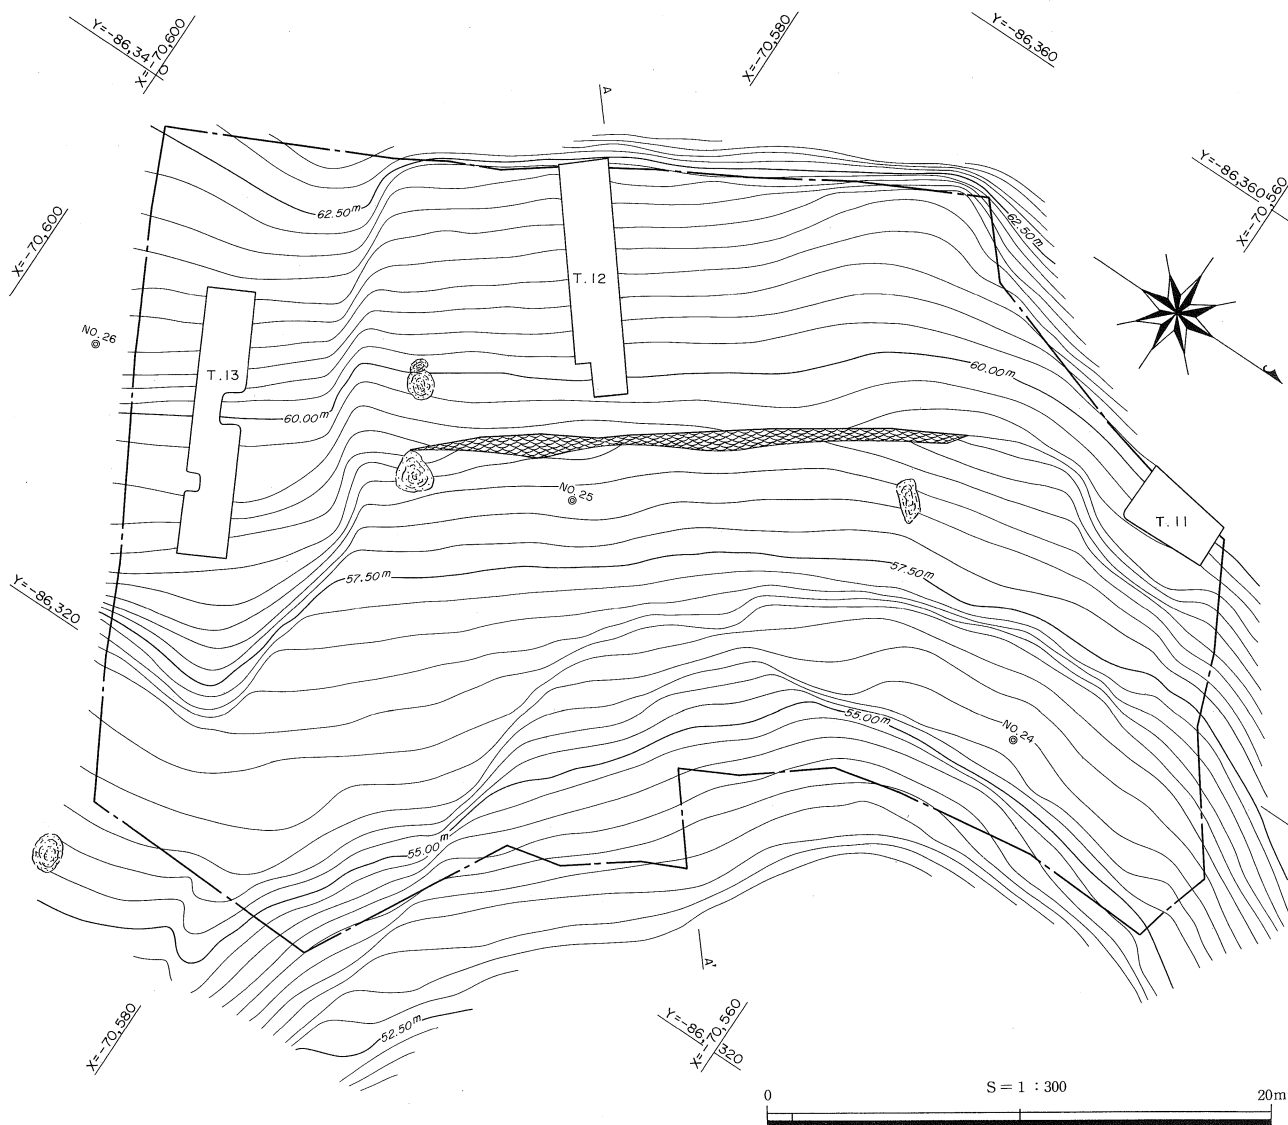 Y=-86,340
X=-70,600
X=-70,580
Y=-86,360
A
Y=-86,360
X=-70,560
X=-70,600
62.50m
62.50m
T.12
NO.26
T.13
60.00m
60.00m
NO.25
T.11
57.50m
57.50m
Y=-86,320
NO.24
55.00m
55.00m
A'
X=-70,580
52.50m
Y=-86,320
X=-70,560
S = 1 : 300
0
20m